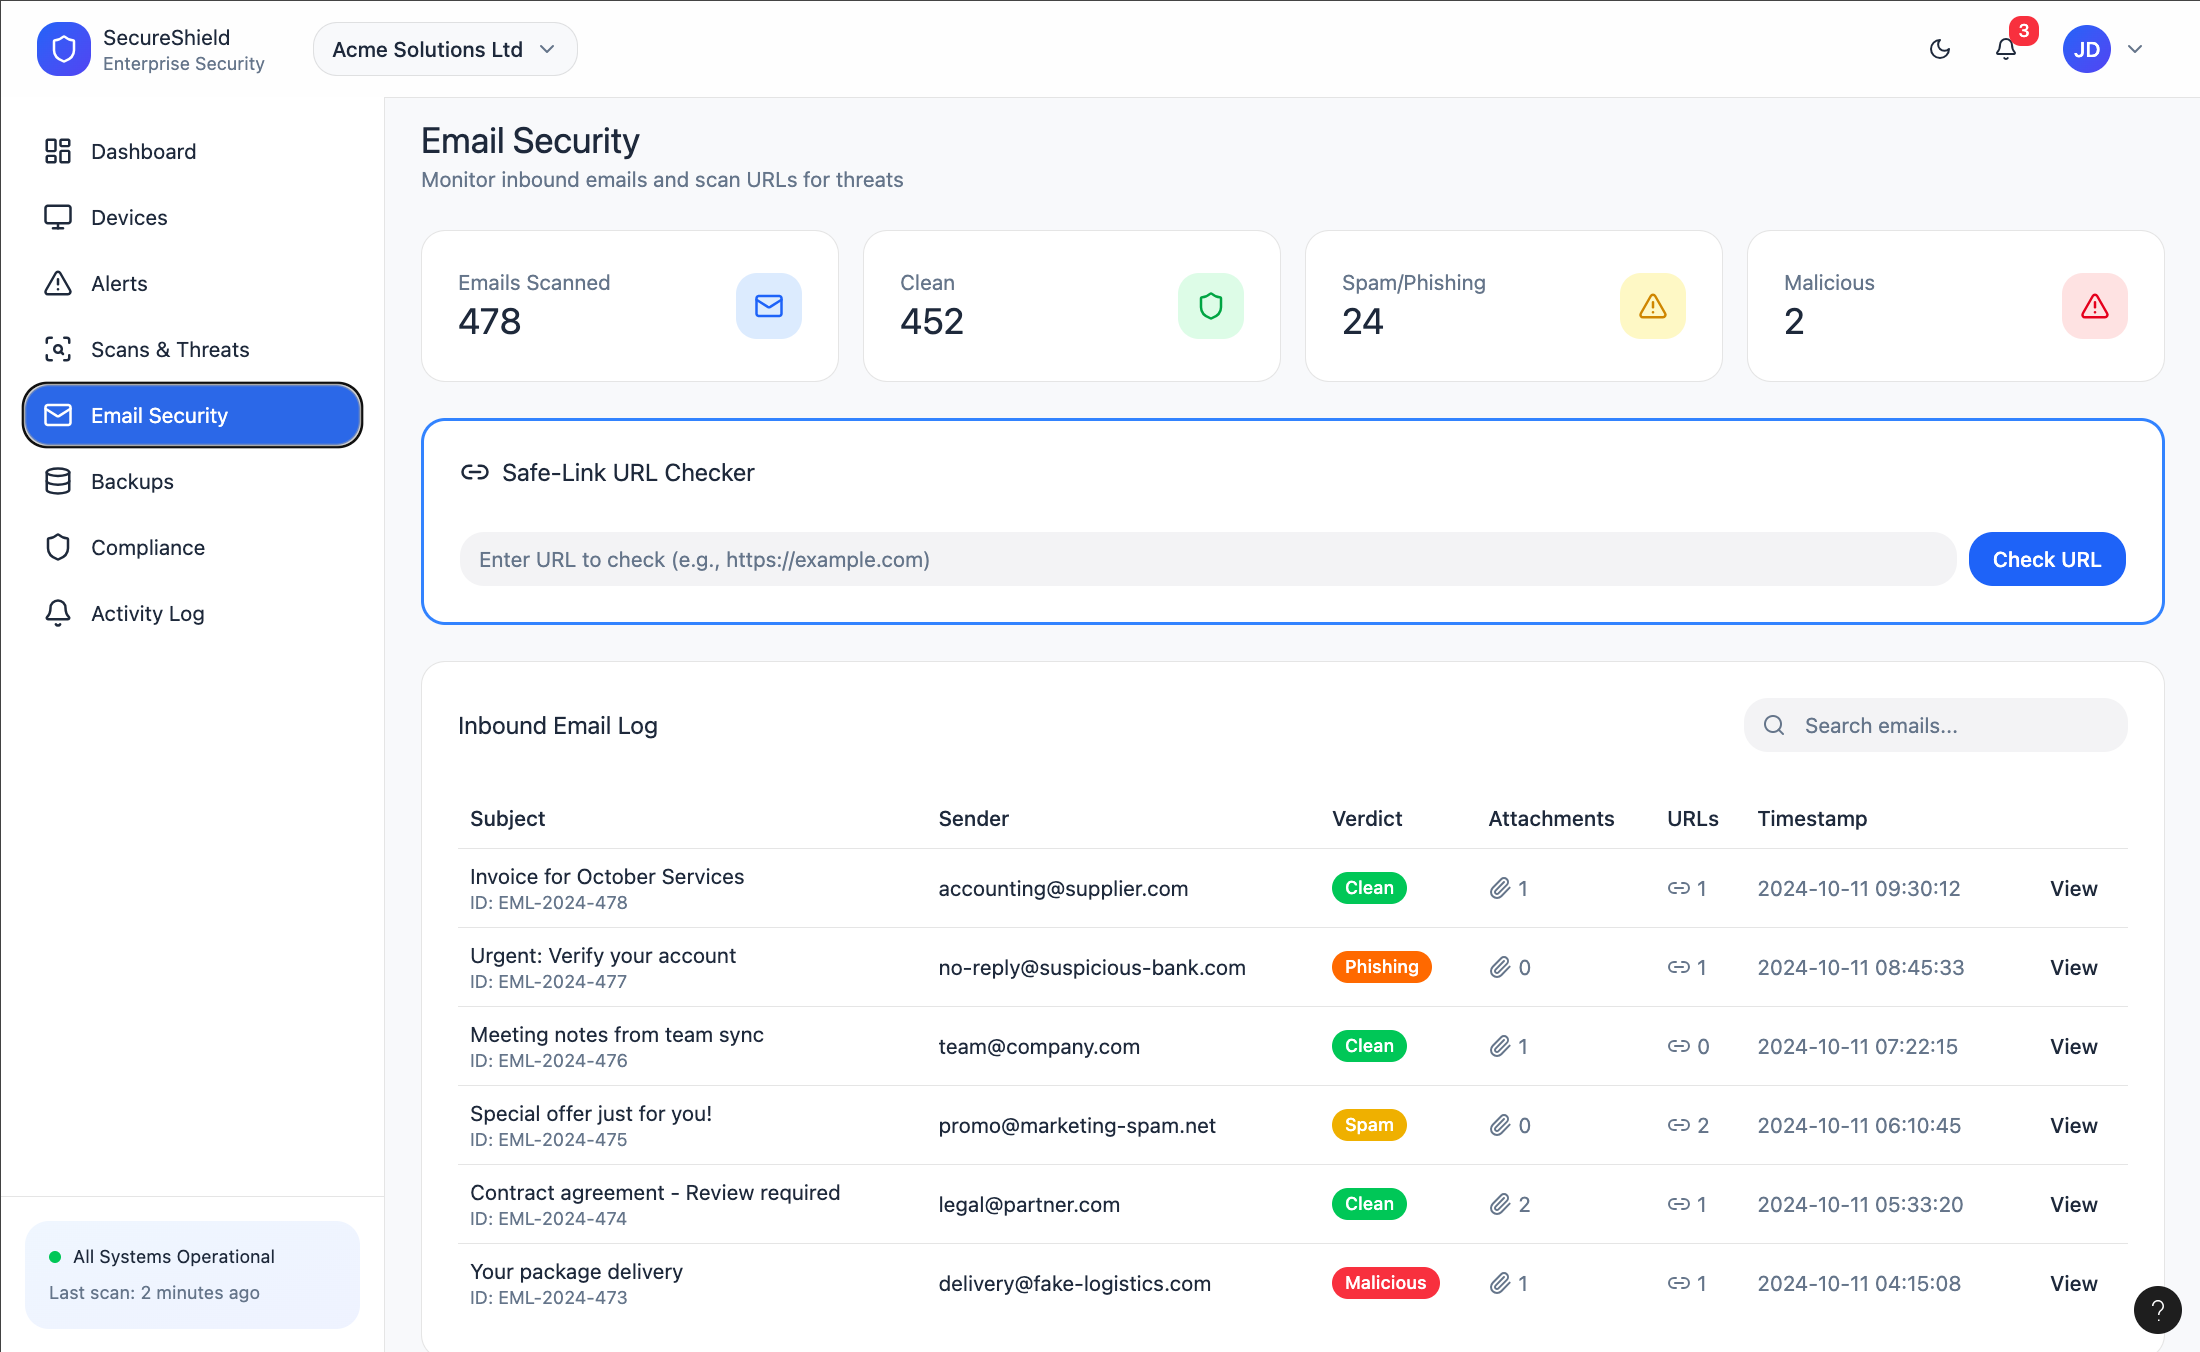 SecureShield
Enterprise Security
Acme Solutions Ltd
3
JD
Dashboard
Devices
Alerts
Scans & Threats
Email Security
Backups
Compliance
Activity Log
All Systems Operational
Last scan: 2 minutes ago
Email Security
Monitor inbound emails and scan URLs for threats
Emails Scanned
478
Clean
452
Spam/Phishing
24
Malicious
2
Safe-Link URL Checker
Enter URL to check (e.g., https://example.com)
Check URL
Inbound Email Log
Search emails...
Subject Sender Verdict Attachments URLs Timestamp
Invoice for October Services
ID: EML-2024-478
accounting@supplier.com Clean 1 1 2024-10-11 09:30:12 View
Urgent: Verify your account
ID: EML-2024-477
no-reply@suspicious-bank.com Phishing 0 1 2024-10-11 08:45:33 View
Meeting notes from team sync
ID: EML-2024-476
team@company.com Clean 1 0 2024-10-11 07:22:15 View
Special offer just for you!
ID: EML-2024-475
promo@marketing-spam.net Spam 0 2 2024-10-11 06:10:45 View
Contract agreement - Review required
ID: EML-2024-474
legal@partner.com Clean 2 1 2024-10-11 05:33:20 View
Your package delivery
ID: EML-2024-473
delivery@fake-logistics.com Malicious 1 1 2024-10-11 04:15:08 View
?